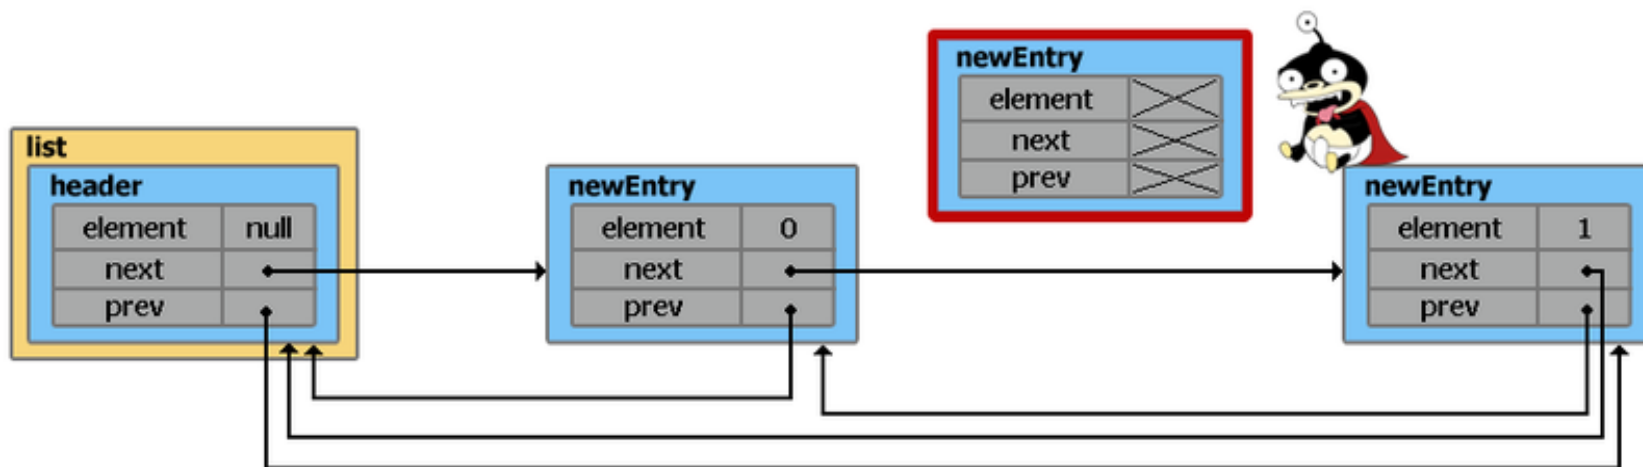 newEntry
element
next
prev
list
header
element null
next
prev
newEntry
element 0
next
prev
newEntry
element 1
next
prev